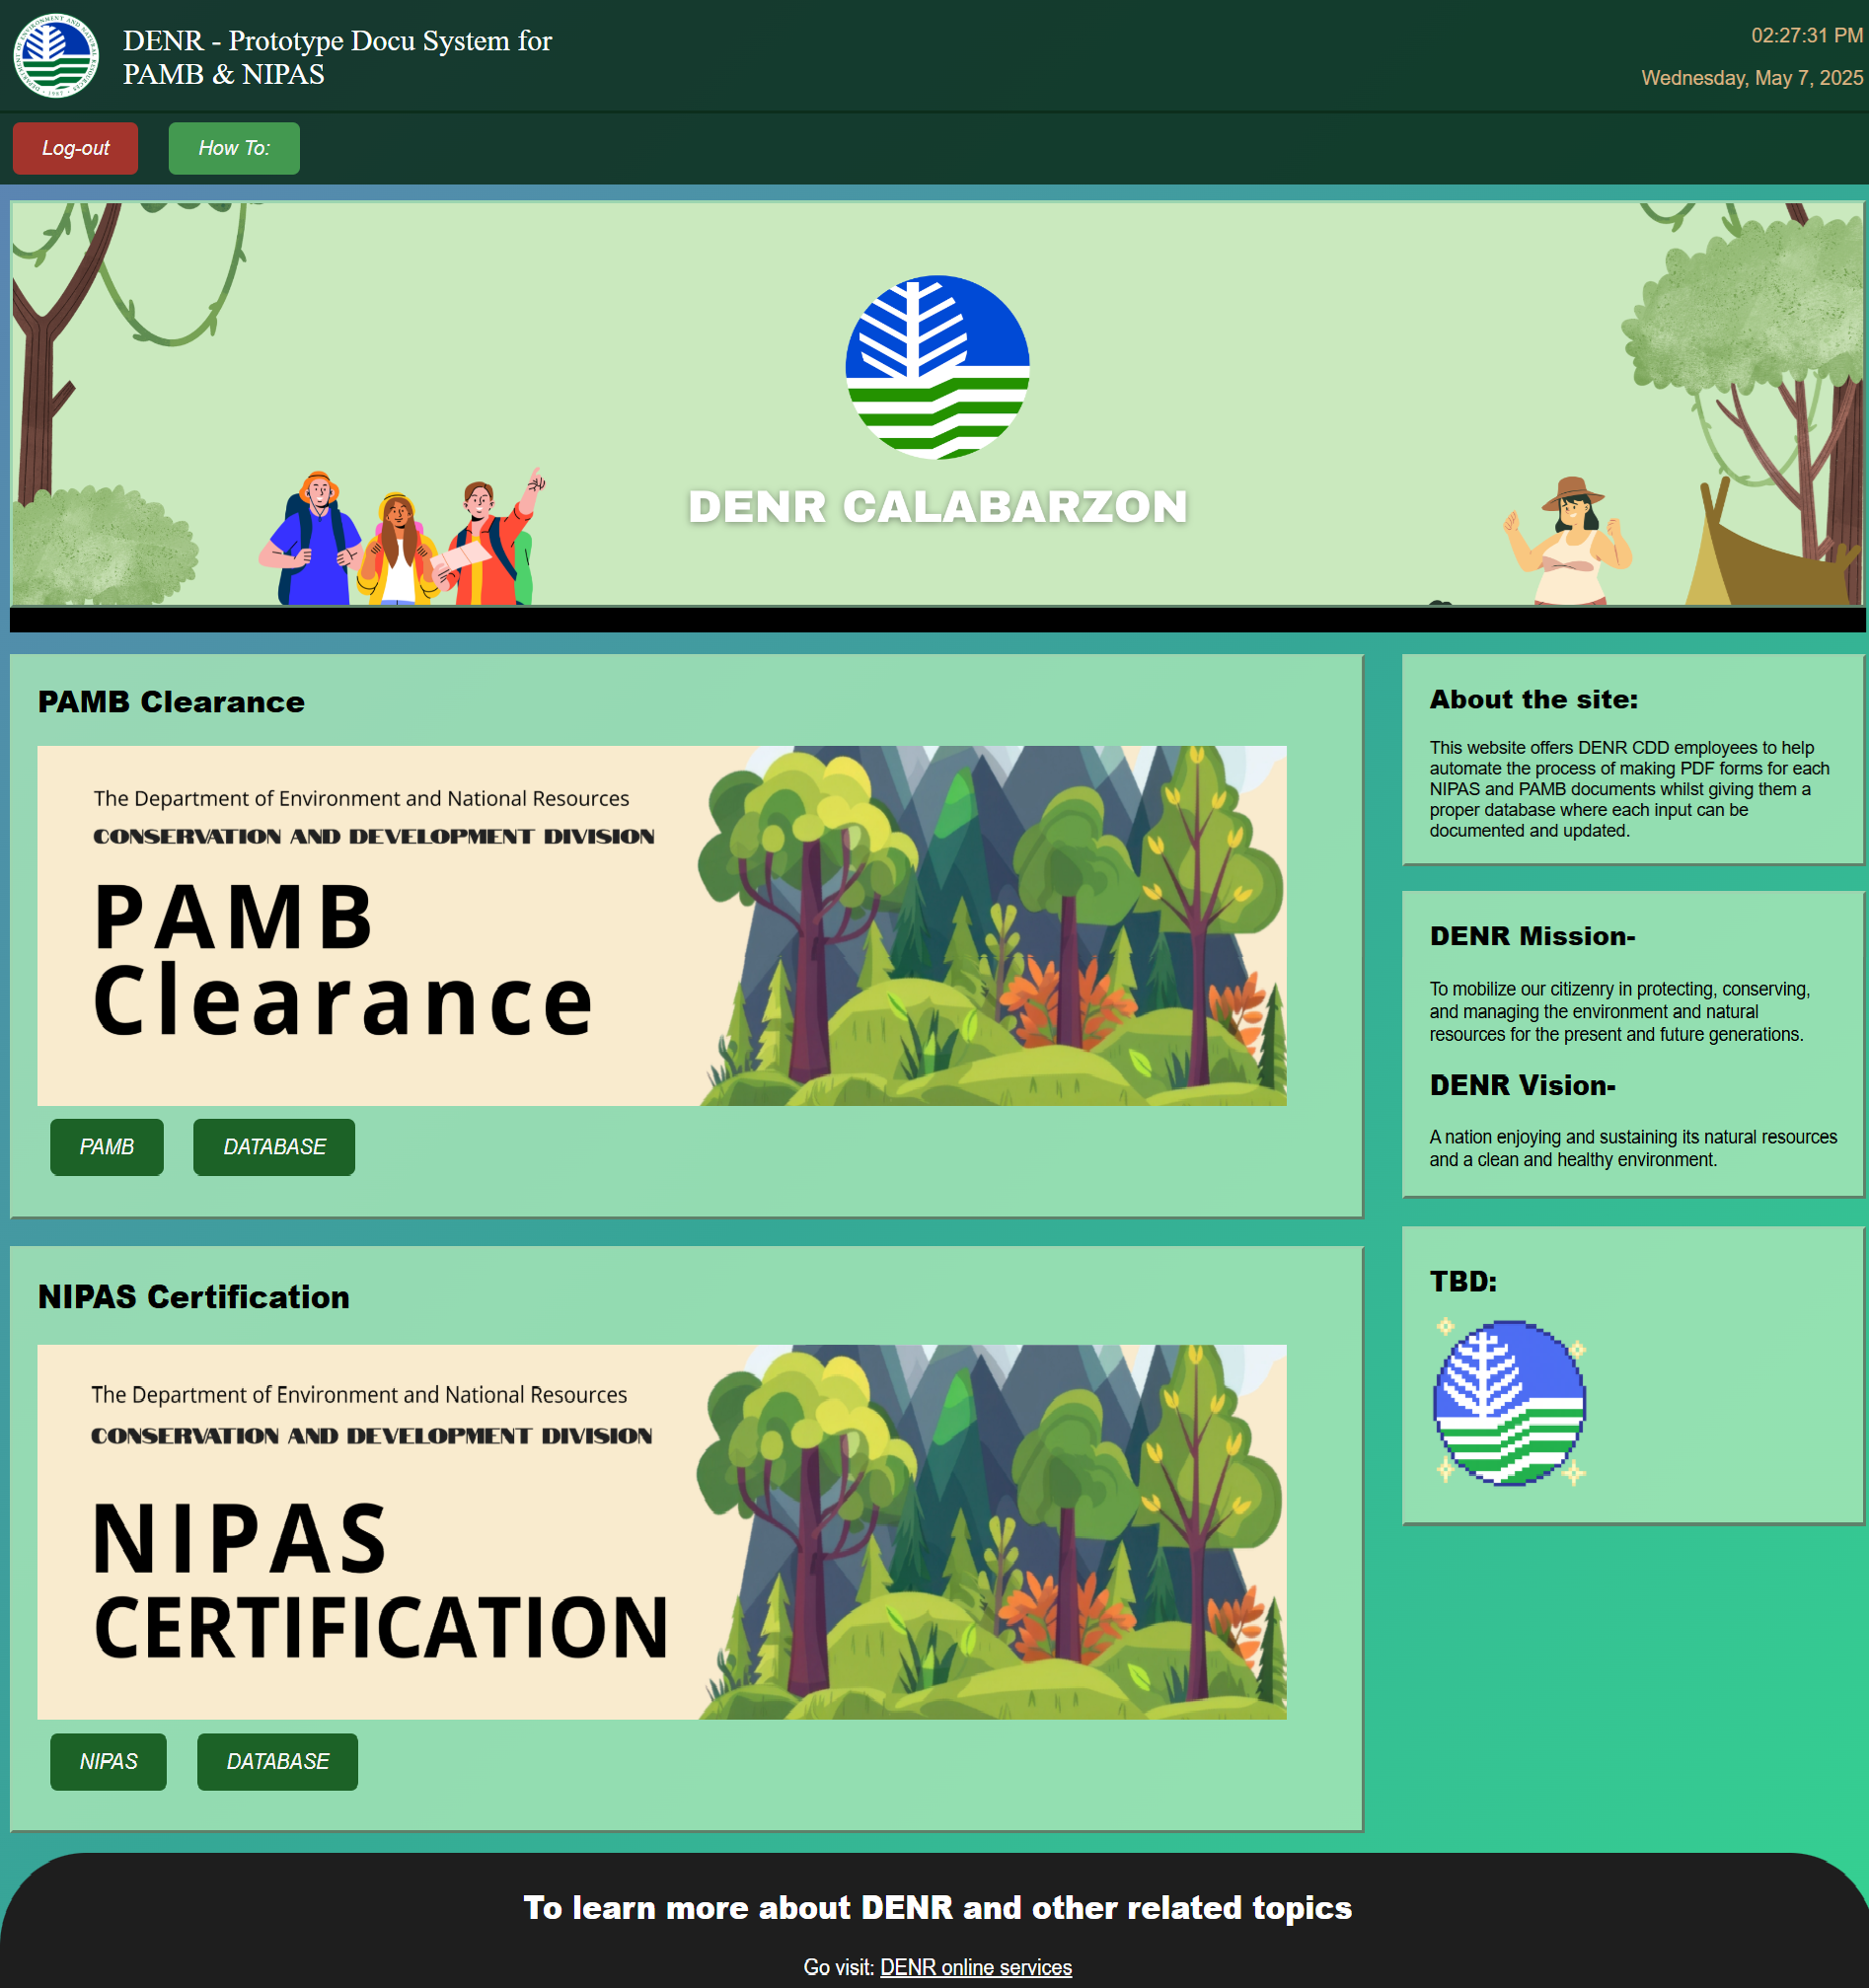 DENR - Prototype Docu System for
PAMB & NIPAS
02:27:31 PM
Wednesday, May 7, 2025
Log-out
How To:
DENR CALABARZON
PAMB Clearance
The Department of Environment and National Resources
CONSERVATION AND DEVELOPMENT DIVISION
PAMB
Clearance
PAMB
DATABASE
NIPAS Certification
The Department of Environment and National Resources
CONSERVATION AND DEVELOPMENT DIVISION
NIPAS
CERTIFICATION
NIPAS
DATABASE
About the site:
This website offers DENR CDD employees to help
automate the process of making PDF forms for each
NIPAS and PAMB documents whilst giving them a
proper database where each input can be
documented and updated.
DENR Mission-
To mobilize our citizenry in protecting, conserving,
and managing the environment and natural
resources for the present and future generations.
DENR Vision-
A nation enjoying and sustaining its natural resources
and a clean and healthy environment.
TBD:
To learn more about DENR and other related topics
Go visit: DENR online services